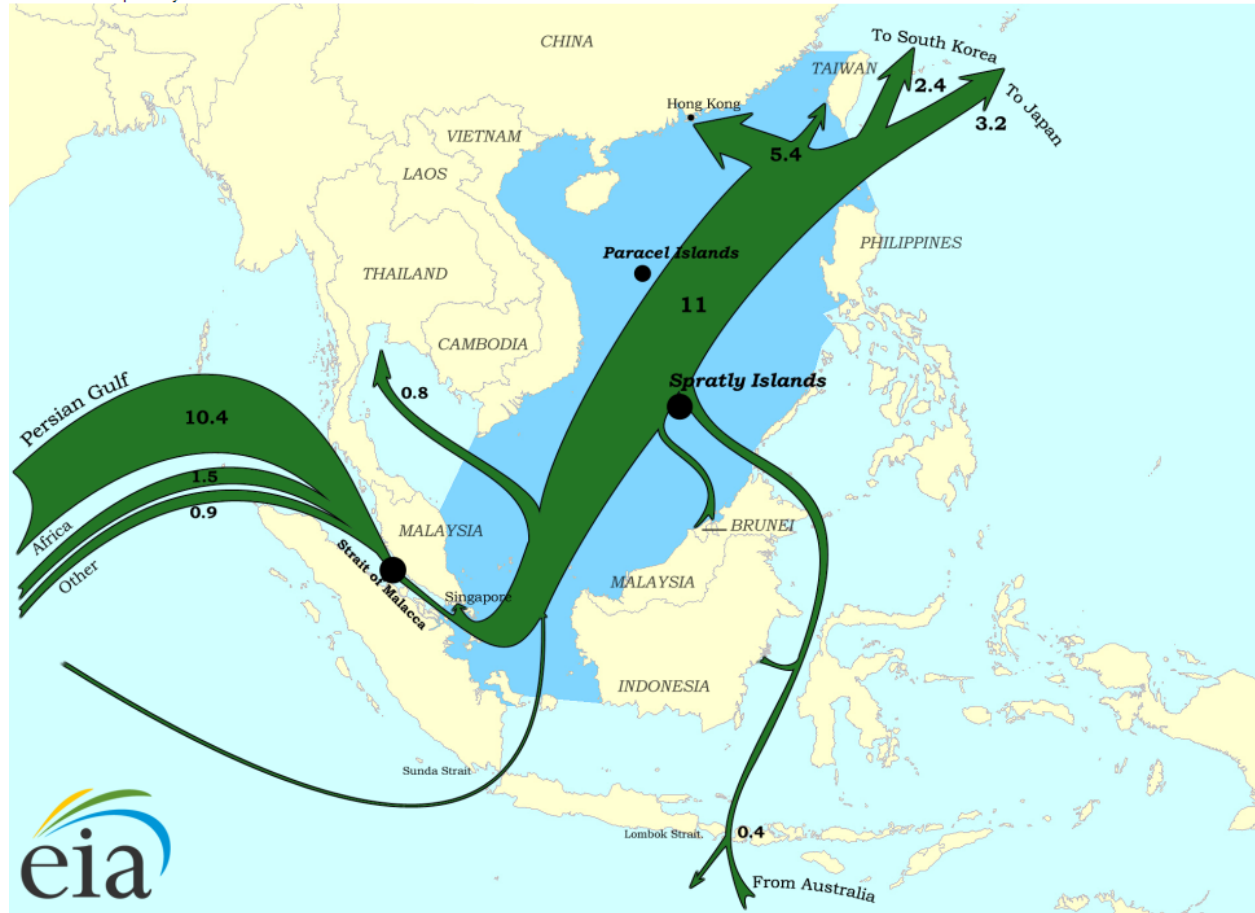 CHINA
To South Korea
TAIWAN
2.4
To Japan
3.2
Hong Kong
VIETNAM
5.4
LAOS
PHILIPPINES
Paracel Islands
THAILAND
11
CAMBODIA
Spratly Islands
0.8
Persian Gulf
10.4
1.5
0.9
Africa
Other
MALAYSIA
BRUNEI
Strait of Malacca
Singapore
MALAYSIA
INDONESIA
Sunda Strait
Lombok Strait.
0.4
From Australia
eia